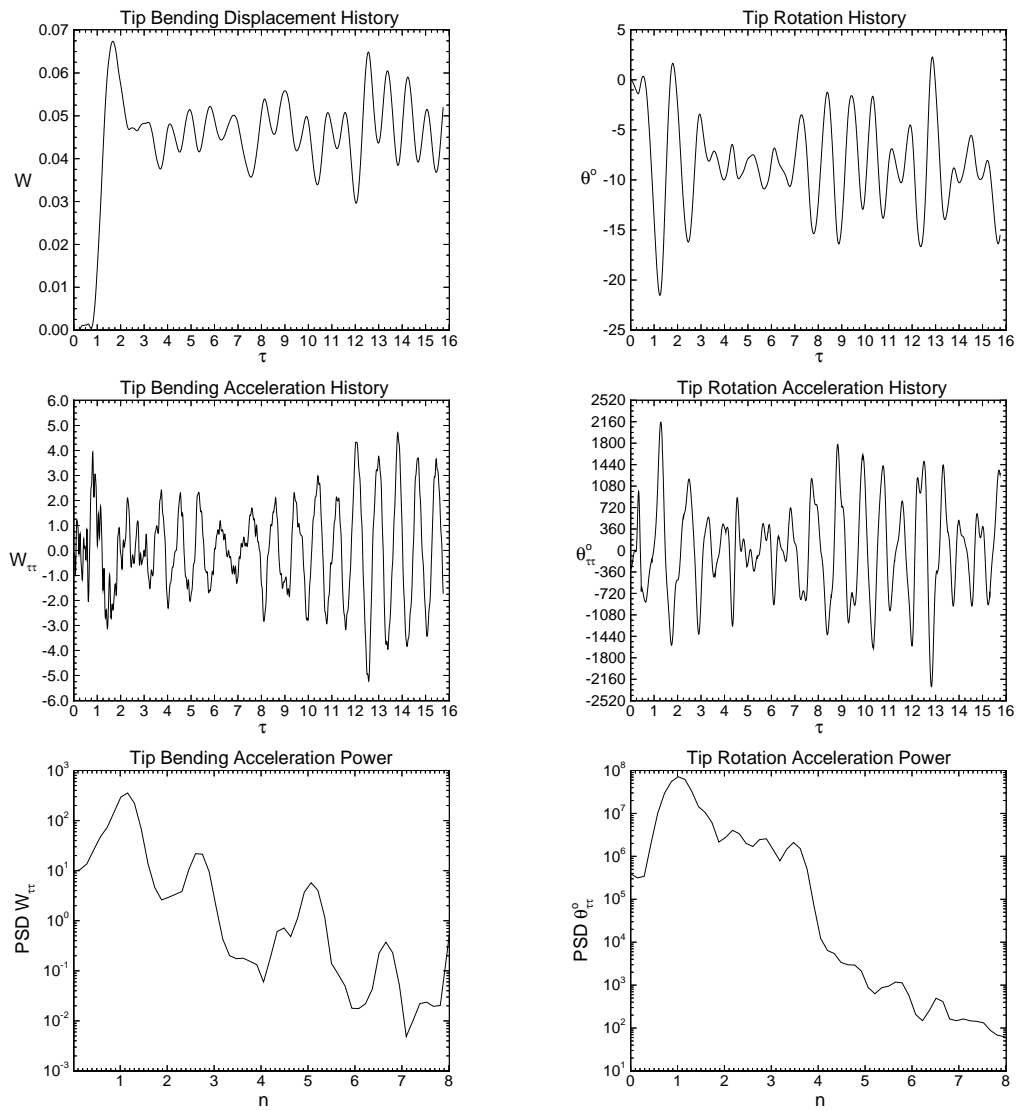 Tip Bending Displacement History
0.07
0.06
0.05
0.04
0.03
0.02
0.01
0.00
W
0 1 2 3 4 5 6 7 8 9 10 11 12 13 14 15 16
τ
Tip Rotation History
5
0
-5
-10
-15
-20
-25
θ°
0 1 2 3 4 5 6 7 8 9 10 11 12 13 14 15 16
τ
Tip Bending Acceleration History
6.0
5.0
4.0
3.0
2.0
1.0
0.0
-1.0
-2.0
-3.0
-4.0
-5.0
-6.0
Wττ
0 1 2 3 4 5 6 7 8 9 10 11 12 13 14 15 16
τ
Tip Rotation Acceleration History
2520
2160
1800
1440
1080
720
360
0
-360
-720
-1080
-1440
-1800
-2160
-2520
θ°ττ
0 1 2 3 4 5 6 7 8 9 10 11 12 13 14 15 16
τ
Tip Bending Acceleration Power
10³
10²
10¹
10⁰
10⁻¹
10⁻²
10⁻³
PSD Wττ
1 2 3 4 5 6 7 8
n
Tip Rotation Acceleration Power
10⁸
10⁷
10⁶
10⁵
10⁴
10³
10²
10¹
PSD θ°ττ
0 1 2 3 4 5 6 7 8
n